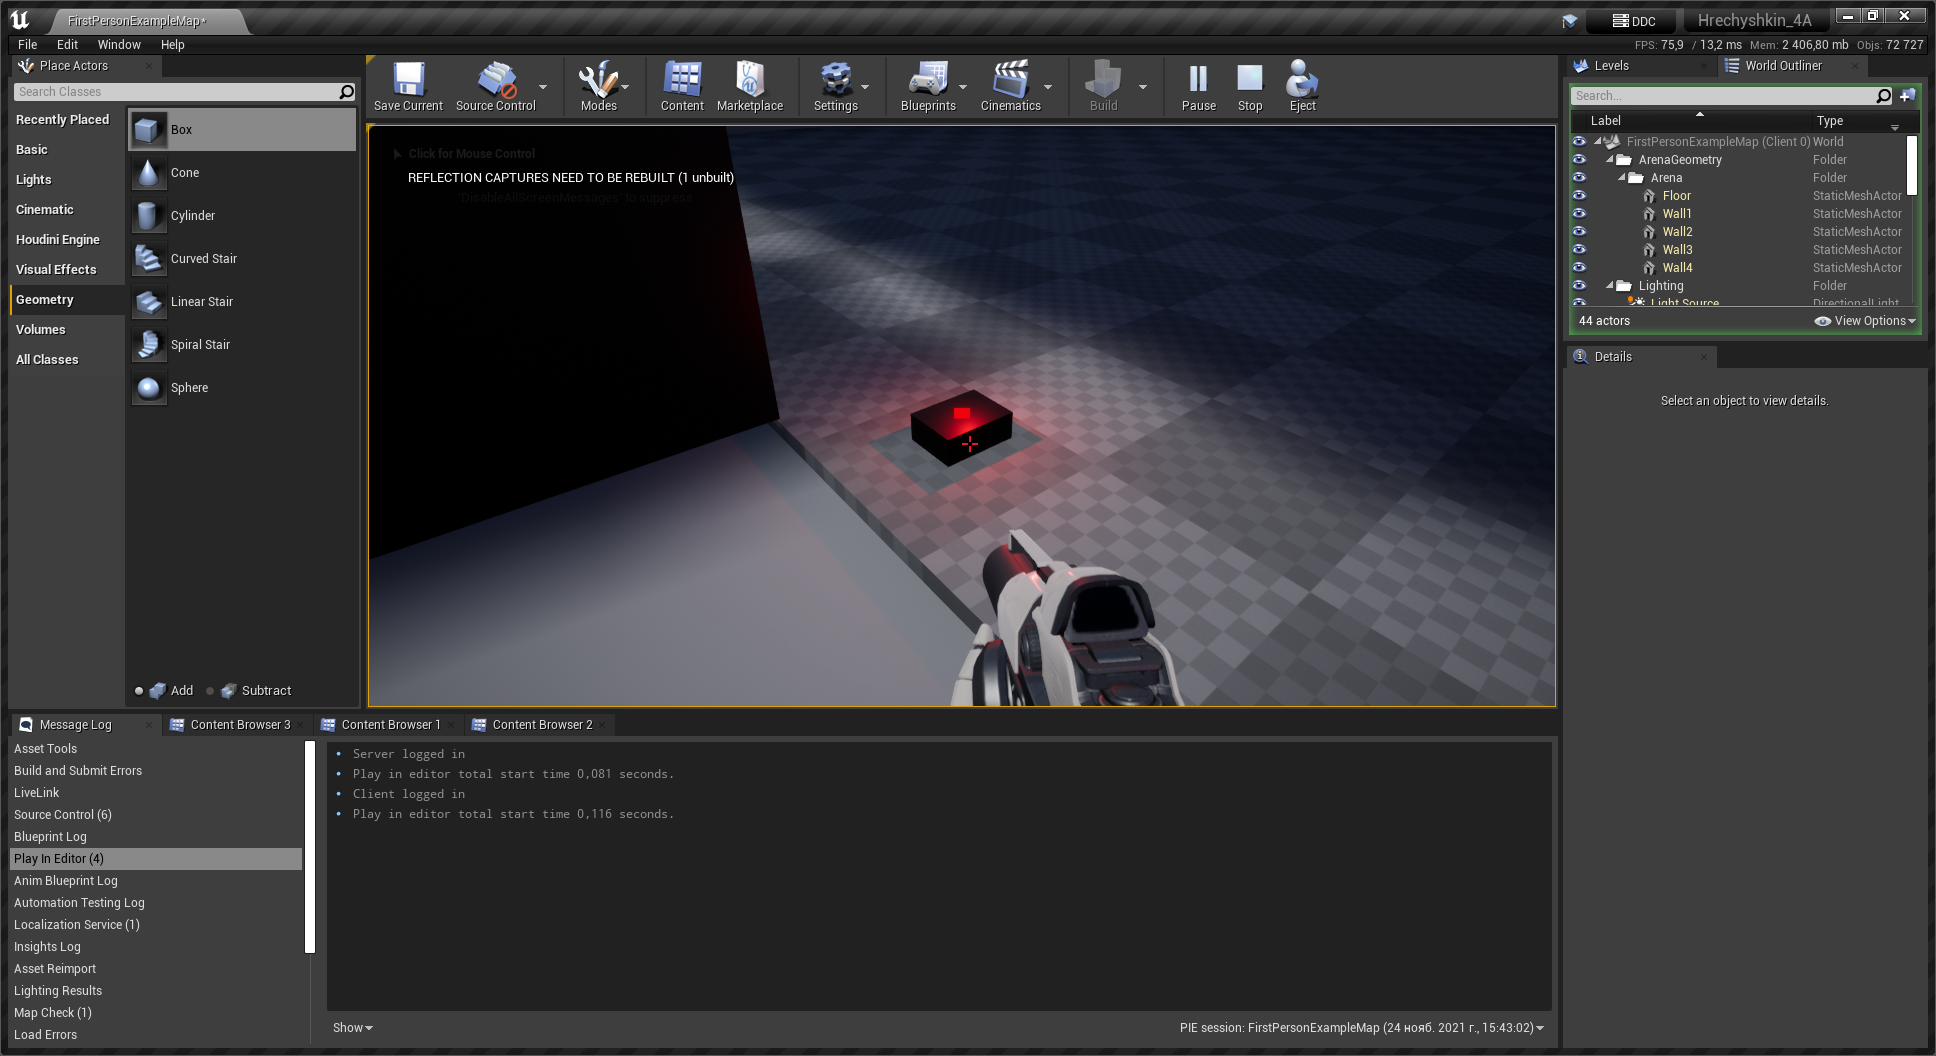 FirstPersonExampleMap*
DDC
Hrechyshkin_4A
File Edit Window Help
FPS: 75,9 / 13,2 ms Mem: 2 406,80 mb Objs: 72 727
Place Actors
Search Classes
Recently Placed
Basic
Lights
Cinematic
Houdini Engine
Visual Effects
Geometry
Volumes
All Classes
Box
Cone
Cylinder
Curved Stair
Linear Stair
Spiral Stair
Sphere
Add Subtract
Save Current Source Control Modes Content Marketplace Settings Blueprints Cinematics Build Pause Stop Eject
Click for Mouse Control
REFLECTION CAPTURES NEED TO BE REBUILT (1 unbuilt)
'DisableAllScreenMessages' to suppress
Levels World Outliner
Search...
Label Type
FirstPersonExampleMap (Client 0) World
ArenaGeometry Folder
Arena Folder
Floor StaticMeshActor
Wall1 StaticMeshActor
Wall2 StaticMeshActor
Wall3 StaticMeshActor
Wall4 StaticMeshActor
Lighting Folder
Light Source DirectionalLight
44 actors View Options
Details
Select an object to view details.
Message Log Content Browser 3 Content Browser 1 Content Browser 2
Asset Tools
Build and Submit Errors
LiveLink
Source Control (6)
Blueprint Log
Play In Editor (4)
Anim Blueprint Log
Automation Testing Log
Localization Service (1)
Insights Log
Asset Reimport
Lighting Results
Map Check (1)
Load Errors
Server logged in
Play in editor total start time 0,081 seconds.
Client logged in
Play in editor total start time 0,116 seconds.
Show
PIE session: FirstPersonExampleMap (24 нояб. 2021 г., 15:43:02)